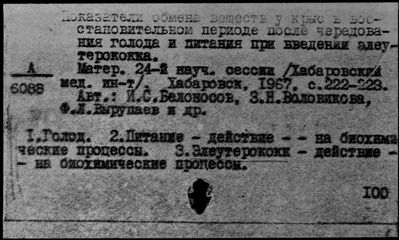 Показатели обмена веществ у крыс в вос-
становительном периоде после чередова-
ния голода и питания при введении элеу-
терококка.
А Матер. 24-й науч. сессии /Хабаровский
6088 мед. ин-т/, Хабаровск, 1967. с.222-223.
Авт.: И.С.Белоносов, З.Н.Воловикова,
Ф.Л.Вырупаев и др.
1.Голод. 2.Питание - действие - - на биохими
ческие процессы. 3.Элеутерококк - действие -
- на биохимические процессы.
100